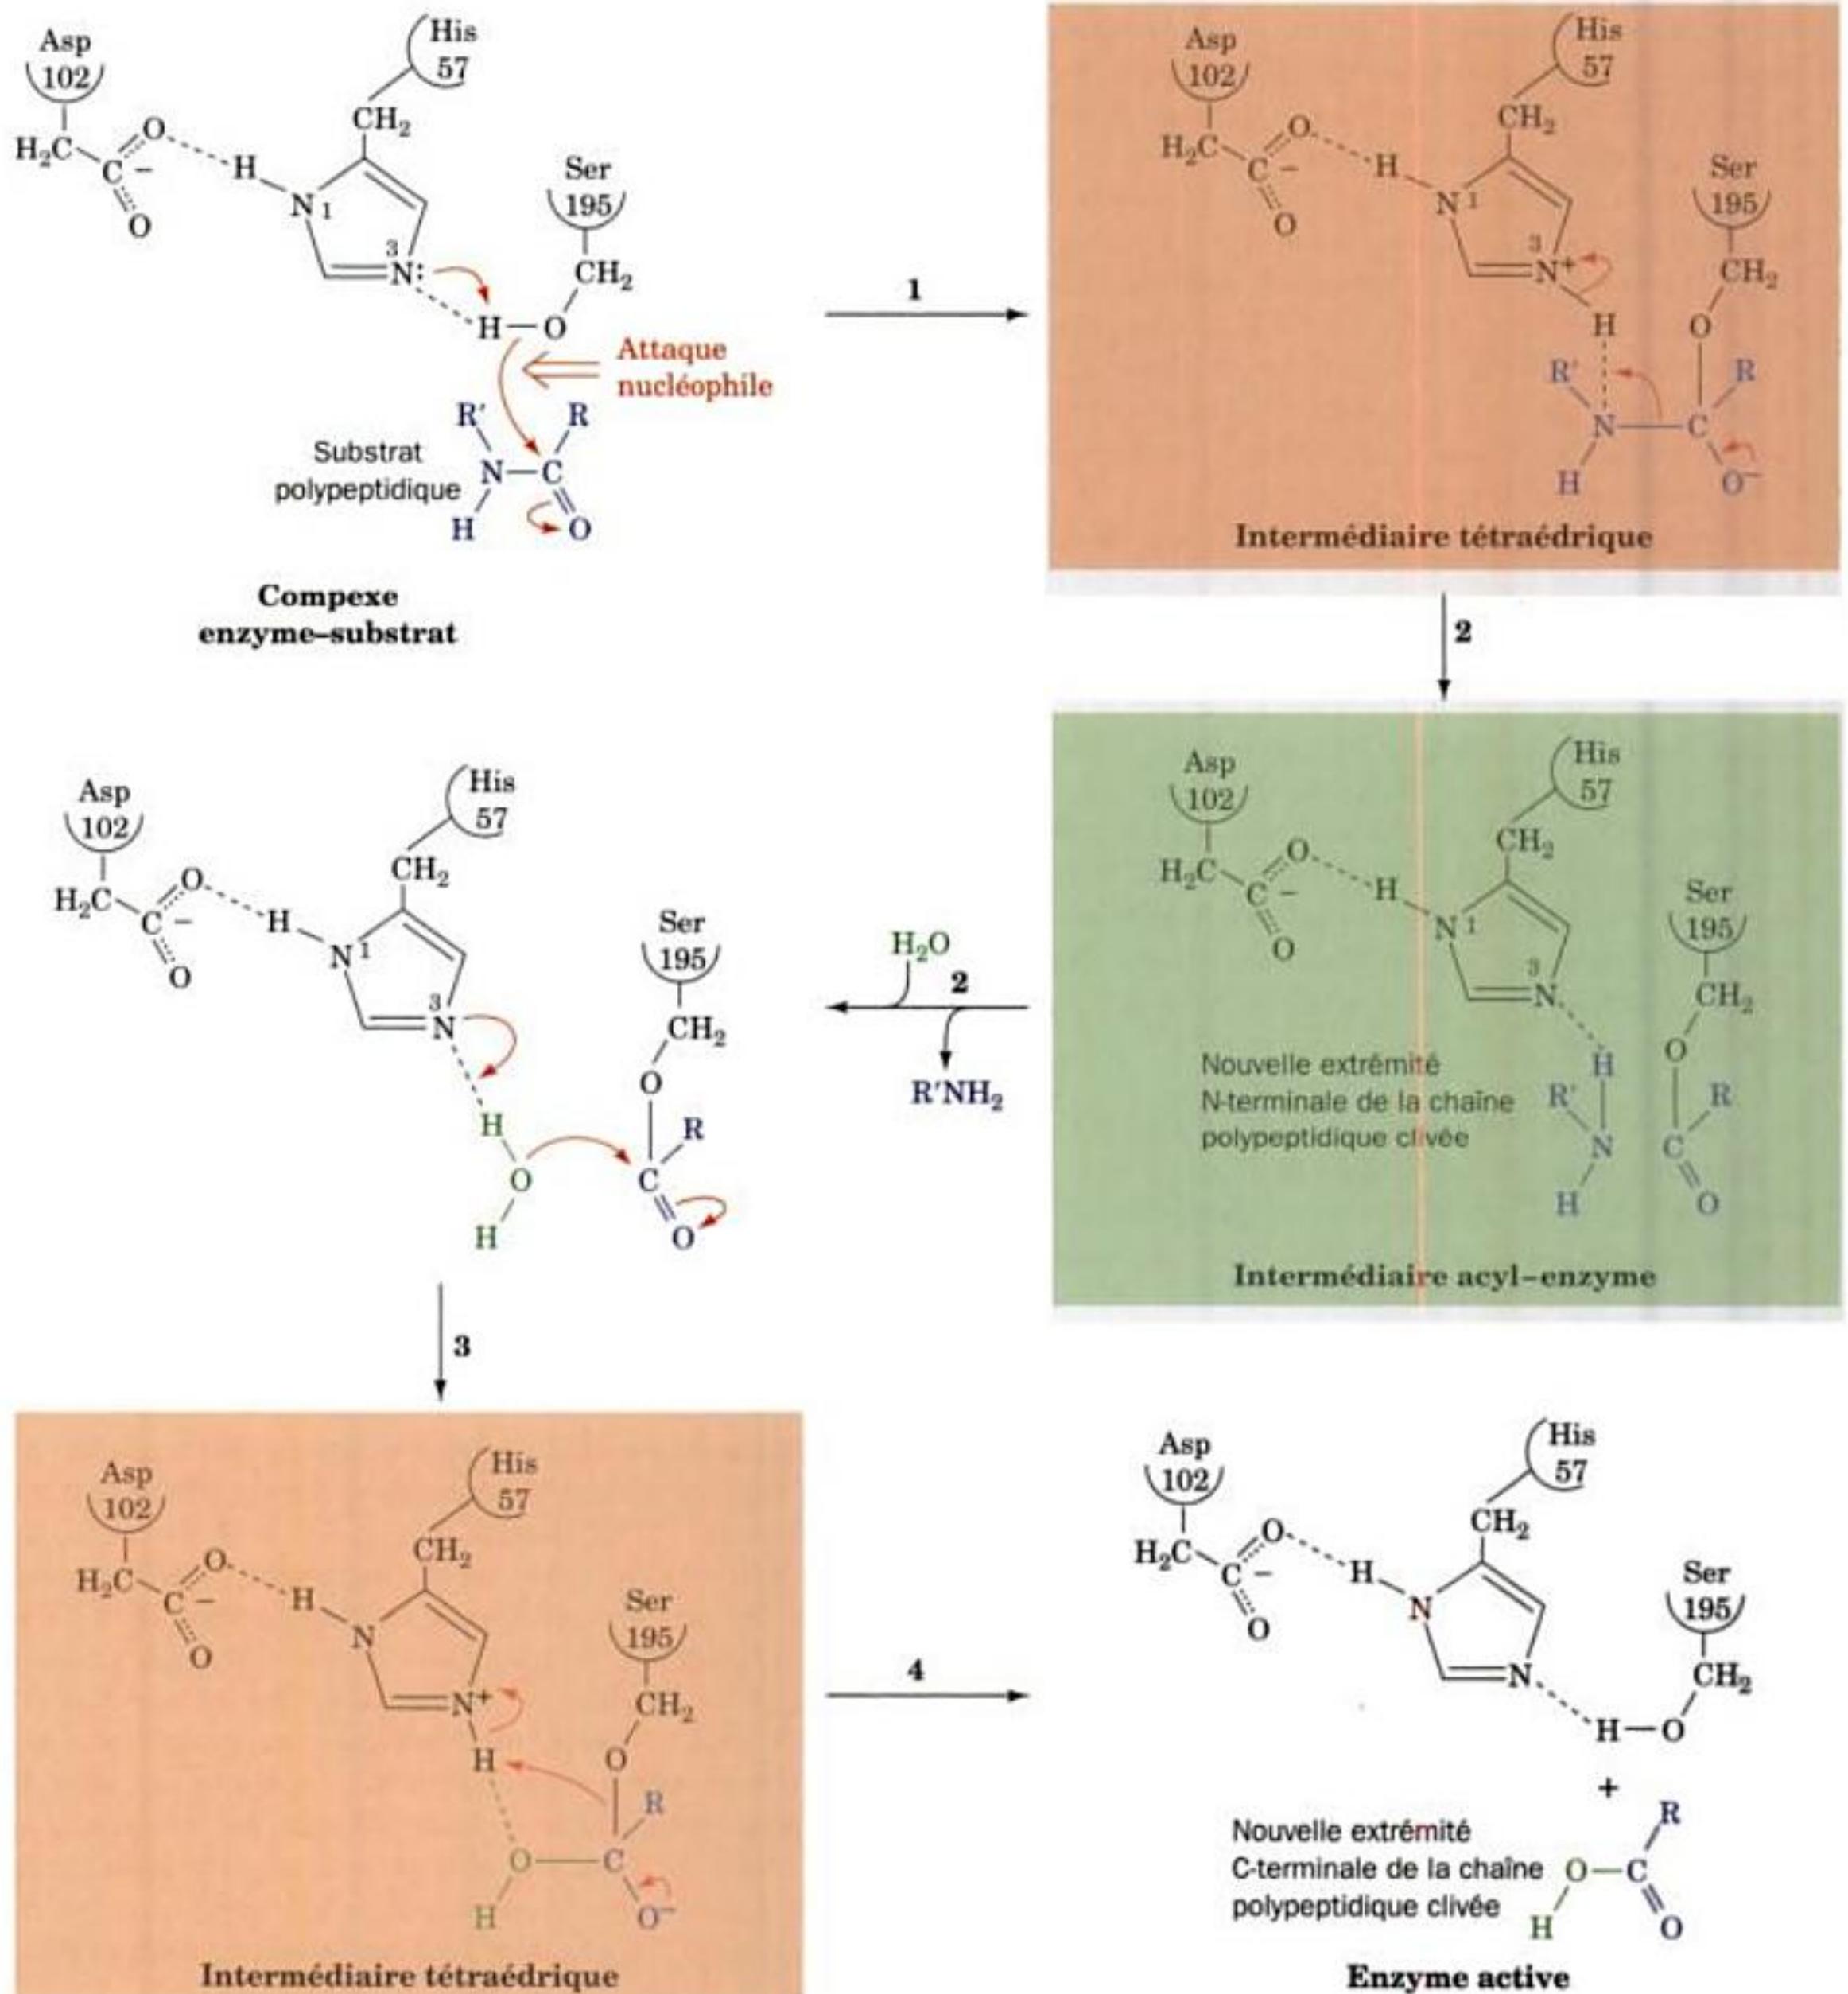 Asp
102
His
57
CH₂
H₂C
C
O
−
O
H
N 1
3
N:
Ser
195
CH₂
H—O
Attaque
nucléophile
Substrat
polypeptidique
R'
R
N—C
H
O
Compexe
enzyme–substrat
1
Asp
102
His
57
CH₂
H₂C
C
O
−
O
H
N 1
3
N+
Ser
195
CH₂
H
O
R'
R
N—C
H
O−
Intermédiaire tétraédrique
2
Asp
102
His
57
CH₂
H₂C
C
O
−
O
H
N 1
3
N
Ser
195
CH₂
O
H
R'
R
N
C
H
O
Nouvelle extrémité
N-terminale de la chaîne
polypeptidique clivée
Intermédiaire acyl–enzyme
H₂O
2
R'NH₂
Asp
102
His
57
CH₂
H₂C
C
O
−
O
H
N 1
3
N
Ser
195
CH₂
O
H
R
O
C
H
O
3
Asp
102
His
57
CH₂
H₂C
C
O
−
O
H
N
N+
Ser
195
CH₂
H
O
R
O—C
H
O−
Intermédiaire tétraédrique
4
Asp
102
His
57
CH₂
H₂C
C
O
−
O
H
N
N
Ser
195
CH₂
H—O
+
Nouvelle extrémité
C-terminale de la chaîne
polypeptidique clivée
R
O—C
H
O
Enzyme active